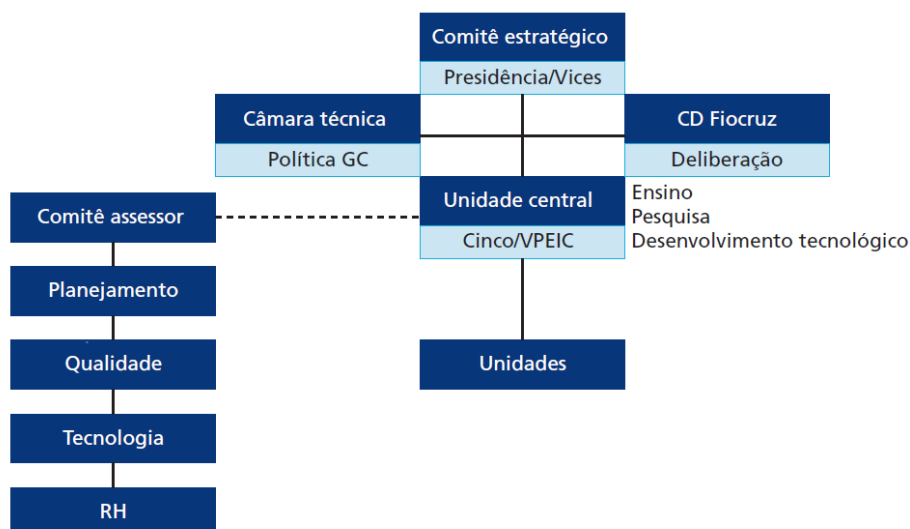 Comitê estratégico
Presidência/Vices
Câmara técnica
Política GC
CD Fiocruz
Deliberação
Unidade central
Cinco/VPEIC
Ensino
Pesquisa
Desenvolvimento tecnológico
Comitê assessor
Planejamento
Qualidade
Tecnologia
RH
Unidades